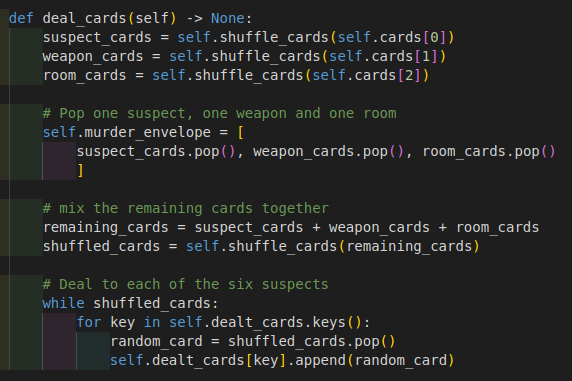 def deal_cards(self) -> None:
    suspect_cards = self.shuffle_cards(self.cards[0])
    weapon_cards = self.shuffle_cards(self.cards[1])
    room_cards = self.shuffle_cards(self.cards[2])

    # Pop one suspect, one weapon and one room
    self.murder_envelope = [
        suspect_cards.pop(), weapon_cards.pop(), room_cards.pop()
        ]

    # mix the remaining cards together
    remaining_cards = suspect_cards + weapon_cards + room_cards
    shuffled_cards = self.shuffle_cards(remaining_cards)

    # Deal to each of the six suspects
    while shuffled_cards:
        for key in self.dealt_cards.keys():
            random_card = shuffled_cards.pop()
            self.dealt_cards[key].append(random_card)